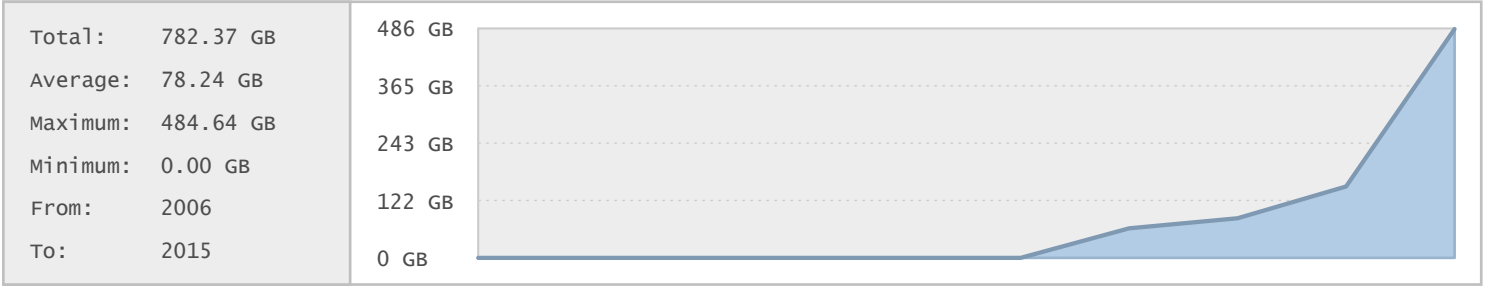 Total: 782.37 GB
Average: 78.24 GB
Maximum: 484.64 GB
Minimum: 0.00 GB
From: 2006
To: 2015
486 GB
365 GB
243 GB
122 GB
0 GB